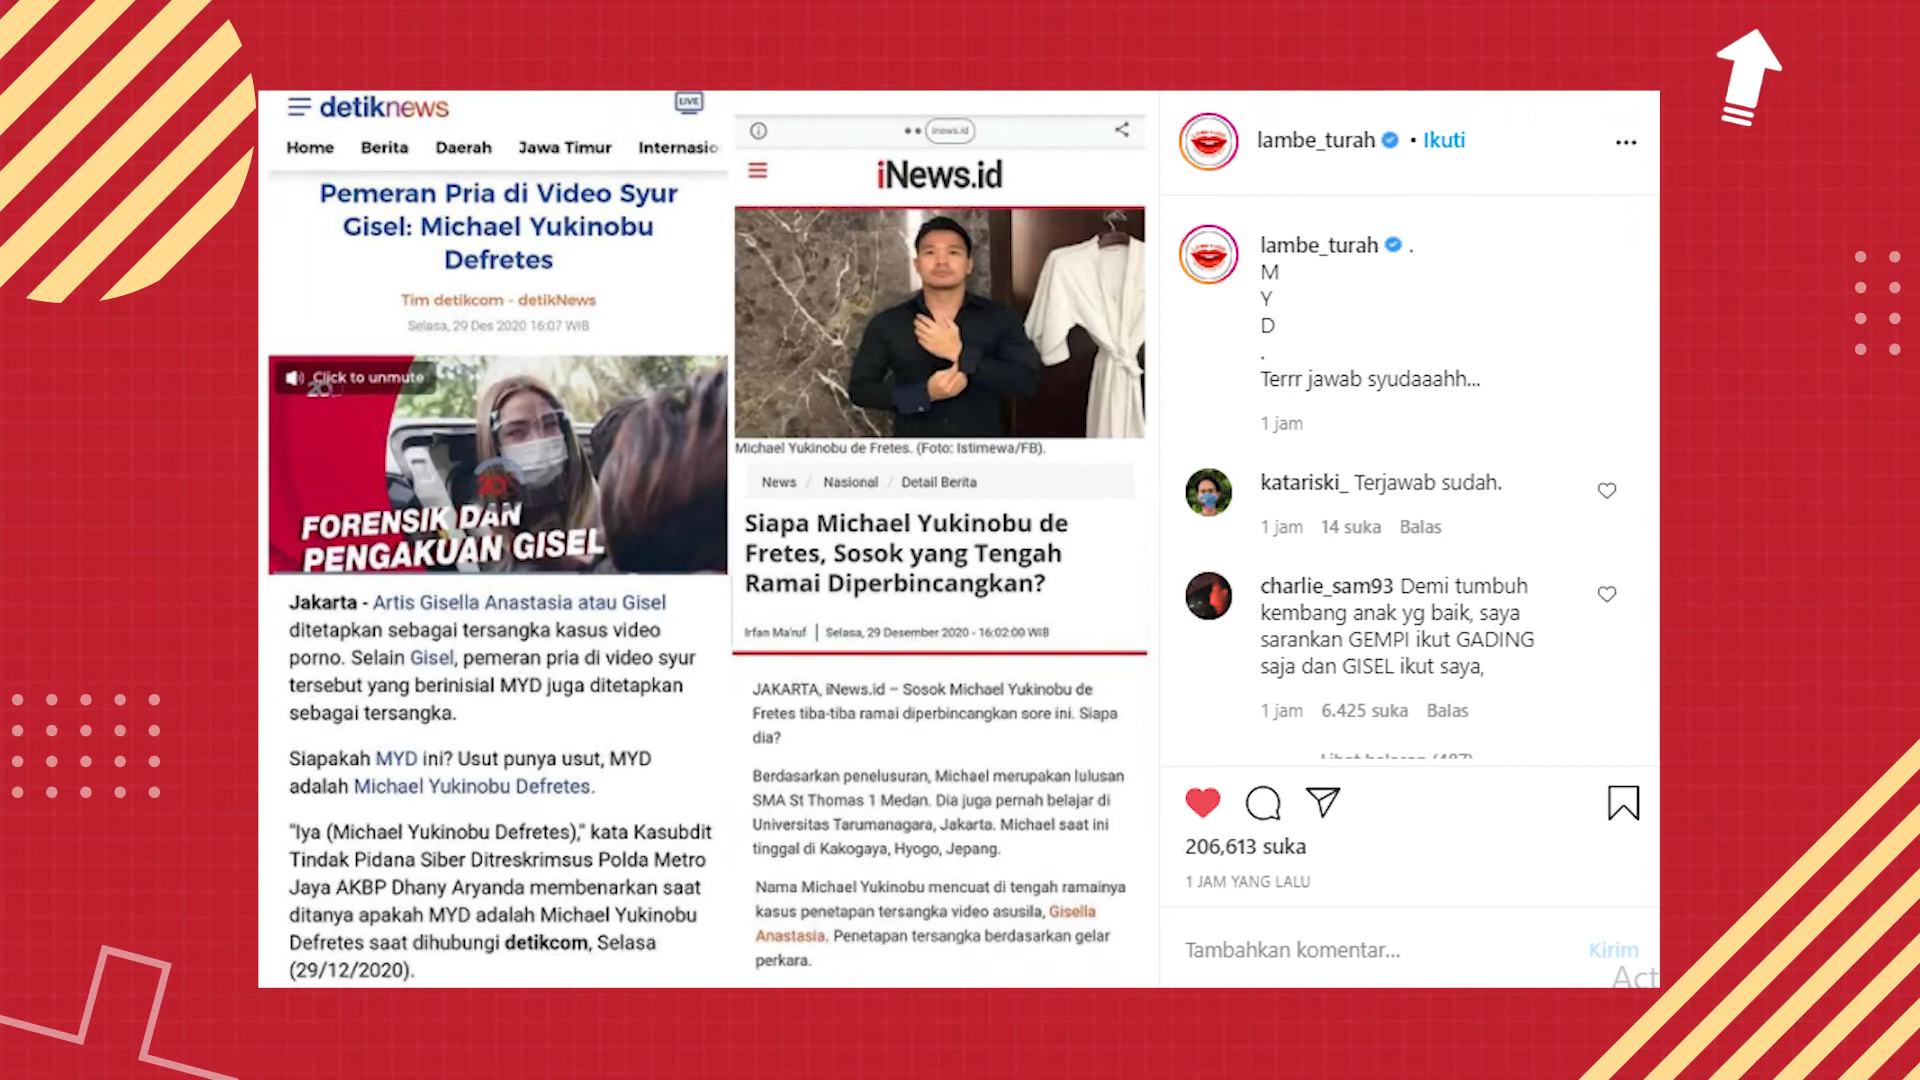 detiknews
LIVE
Home Berita Daerah Jawa Timur Internasio
Pemeran Pria di Video Syur
Gisel: Michael Yukinobu
Defretes
Tim detikcom - detikNews
Selasa, 29 Des 2020 16:07 WIB
Click to unmute
20
FORENSIK DAN
PENGAKUAN GISEL
Jakarta - Artis Gisella Anastasia atau Gisel
ditetapkan sebagai tersangka kasus video
porno. Selain Gisel, pemeran pria di video syur
tersebut yang berinisial MYD juga ditetapkan
sebagai tersangka.
Siapakah MYD ini? Usut punya usut, MYD
adalah Michael Yukinobu Defretes.
"Iya (Michael Yukinobu Defretes)," kata Kasubdit
Tindak Pidana Siber Ditreskrimsus Polda Metro
Jaya AKBP Dhany Aryanda membenarkan saat
ditanya apakah MYD adalah Michael Yukinobu
Defretes saat dihubungi detikcom, Selasa
(29/12/2020).
inews.id
iNews.id
Michael Yukinobu de Fretes. (Foto: Istimewa/FB).
News / Nasional / Detail Berita
Siapa Michael Yukinobu de
Fretes, Sosok yang Tengah
Ramai Diperbincangkan?
Irfan Ma'ruf | Selasa, 29 Desember 2020 - 16:02:00 WIB
JAKARTA, iNews.id – Sosok Michael Yukinobu de
Fretes tiba-tiba ramai diperbincangkan sore ini. Siapa
dia?
Berdasarkan penelusuran, Michael merupakan lulusan
SMA St Thomas 1 Medan. Dia juga pernah belajar di
Universitas Tarumanagara, Jakarta. Michael saat ini
tinggal di Kakogaya, Hyogo, Jepang.
Nama Michael Yukinobu mencuat di tengah ramainya
kasus penetapan tersangka video asusila, Gisella
Anastasia. Penetapan tersangka berdasarkan gelar
perkara.
lambe_turah • Ikuti
lambe_turah .
M
Y
D
.
Terrr jawab syudaaahh...
1 jam
katariski_ Terjawab sudah.
1 jam 14 suka Balas
charlie_sam93 Demi tumbuh
kembang anak yg baik, saya
sarankan GEMPI ikut GADING
saja dan GISEL ikut saya,
1 jam 6.425 suka Balas
206,613 suka
1 JAM YANG LALU
Tambahkan komentar... Kirim
Act